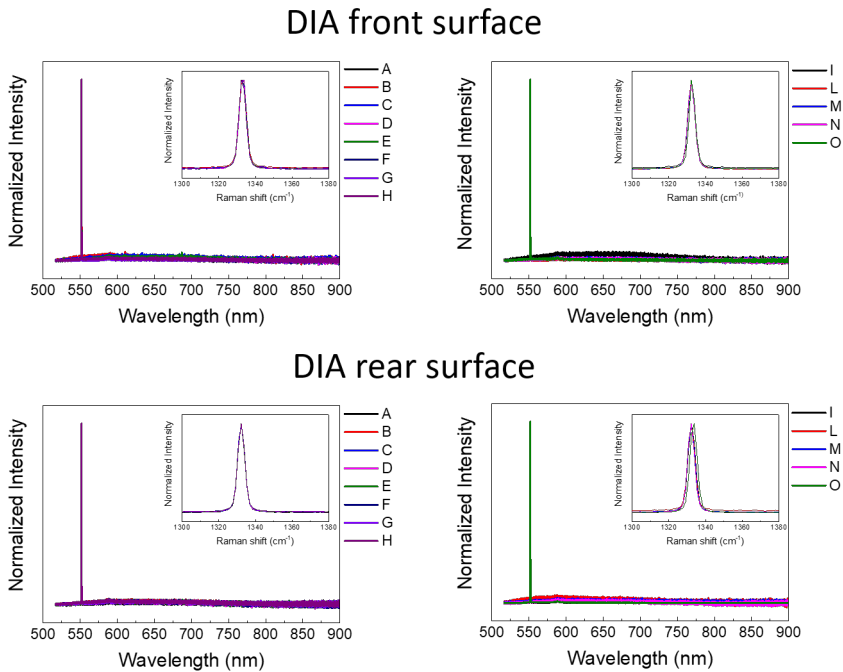 DIA front surface
Normalized Intensity
Normalized Intensity
1300 1320 1340 1360 1380
Raman shift (cm-1)
A
B
C
D
E
F
G
H
500 550 600 650 700 750 800 850 900
Wavelength (nm)
Normalized Intensity
Normalized Intensity
1300 1320 1340 1360 1380
Raman shift (cm-1)
I
L
M
N
O
500 550 600 650 700 750 800 850 900
Wavelength (nm)
DIA rear surface
Normalized Intensity
Normalized Intensity
1300 1320 1340 1360 1380
Raman shift (cm-1)
A
B
C
D
E
F
G
H
500 550 600 650 700 750 800 850 900
Wavelength (nm)
Normalized Intensity
Normalized Intensity
1300 1320 1340 1360 1380
Raman shift (cm-1)
I
L
M
N
O
500 550 600 650 700 750 800 850 900
Wavelength (nm)